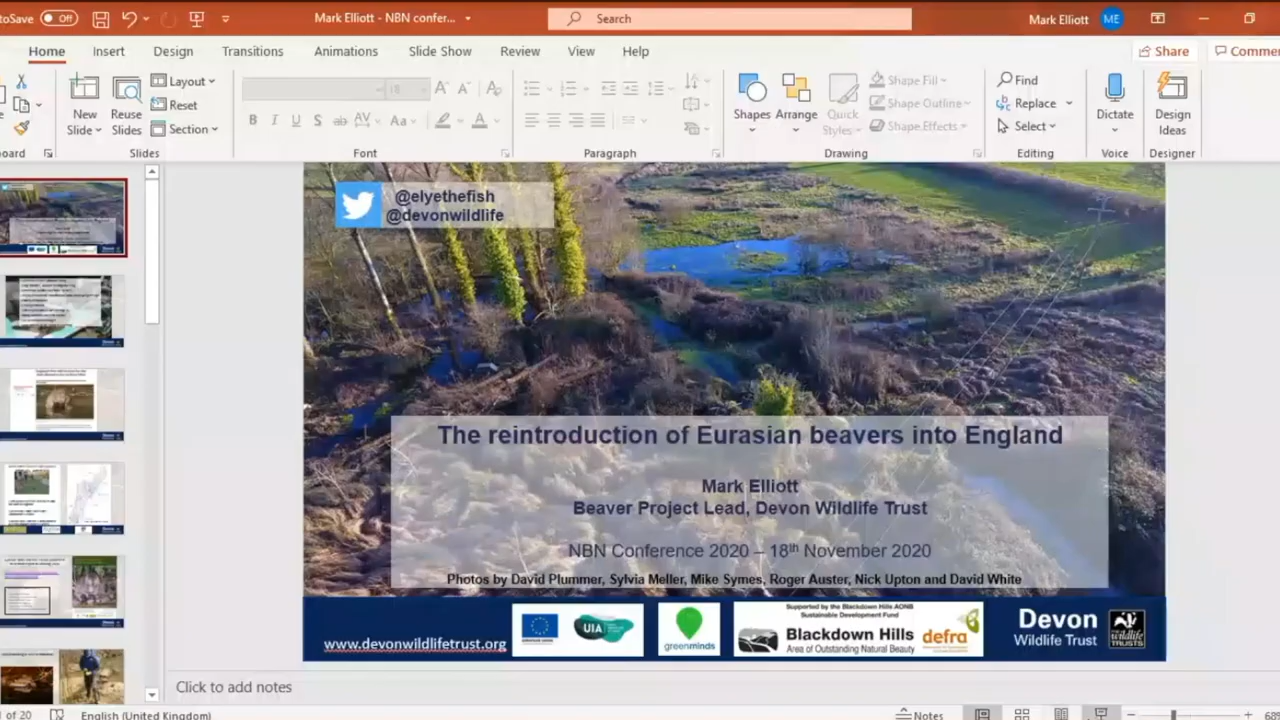 toSave Off Mark Elliott - NBN confer... Search Mark Elliott ME
Home Insert Design Transitions Animations Slide Show Review View Help Share Comme
New Slide
Reuse Slides
Layout
Reset
Section
Aa
Shapes
Arrange
Quick Styles
Shape Fill
Shape Outline
Shape Effects
Find
Replace
Select
Dictate
Design Ideas
board Slides Font Paragraph Drawing Editing Voice Designer
@elyethefish
@devonwildlife
The reintroduction of Eurasian beavers into England
Mark Elliott
Beaver Project Lead, Devon Wildlife Trust
NBN Conference 2020 – 18th November 2020
Photos by David Plummer, Sylvia Meller, Mike Symes, Roger Auster, Nick Upton and David White
www.devonwildlifetrust.org
UIA
greenminds
Supported by the Blackdown Hills AONB
Sustainable Development Fund
Blackdown Hills
Area of Outstanding Natural Beauty
defra
Devon
Wildlife Trust
Click to add notes
of 20 English (United Kingdom) Notes